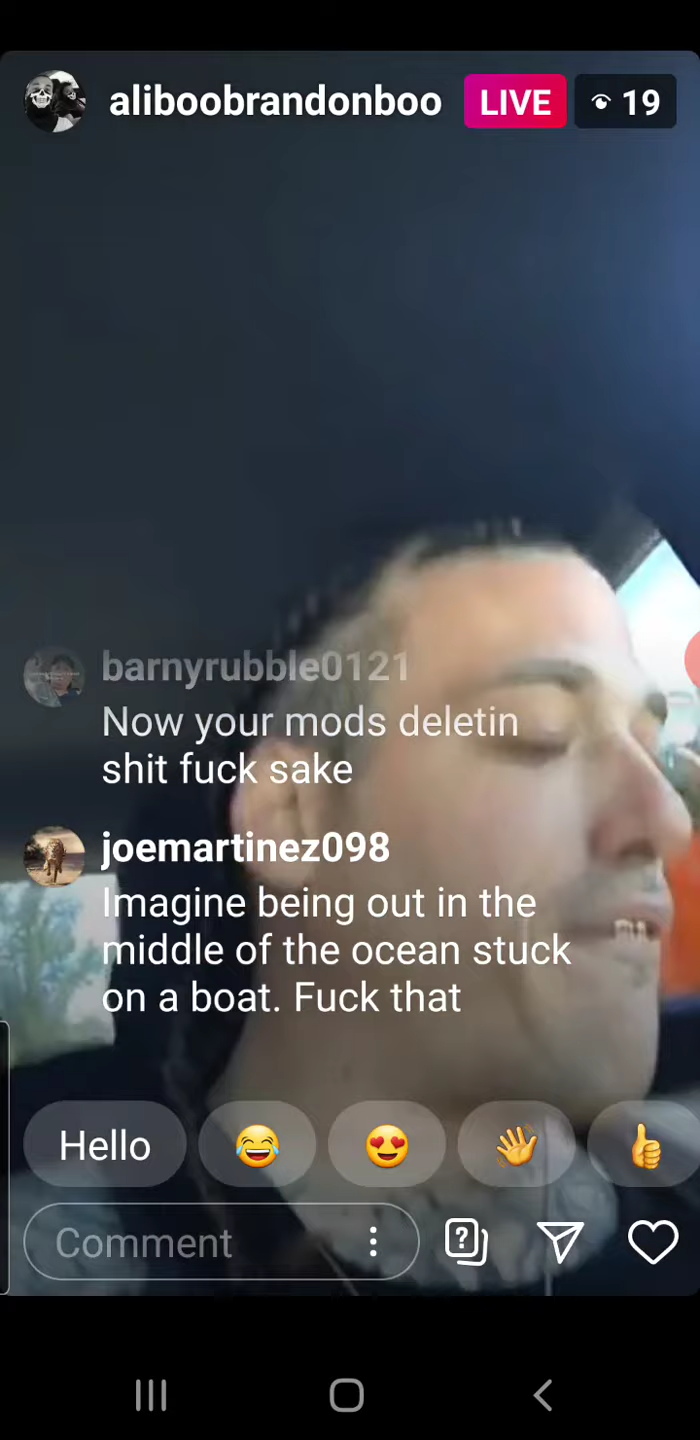 aliboobrandonboo LIVE 19
barnyrubble0121
Now your mods deletin
shit fuck sake
joemartinez098
Imagine being out in the
middle of the ocean stuck
on a boat. Fuck that
Hello
Comment